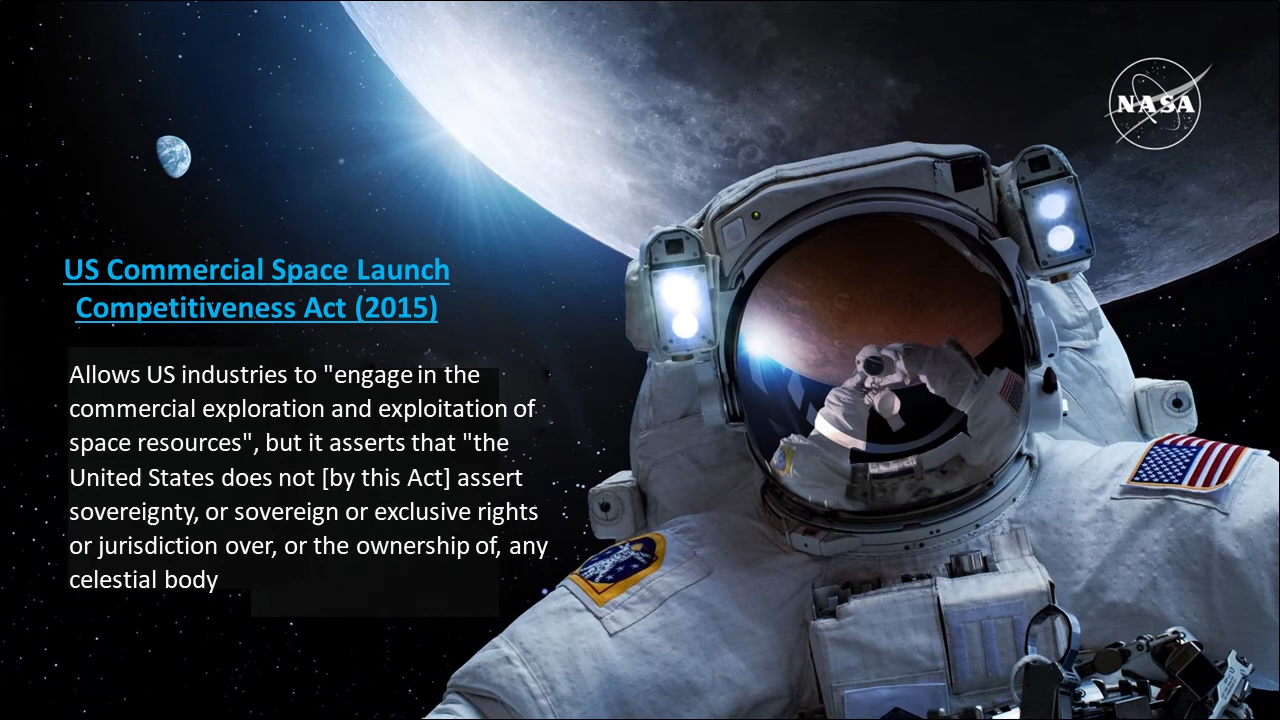 NASA
US Commercial Space Launch
Competitiveness Act (2015)
Allows US industries to "engage in the
commercial exploration and exploitation of
space resources", but it asserts that "the
United States does not [by this Act] assert
sovereignty, or sovereign or exclusive rights
or jurisdiction over, or the ownership of, any
celestial body